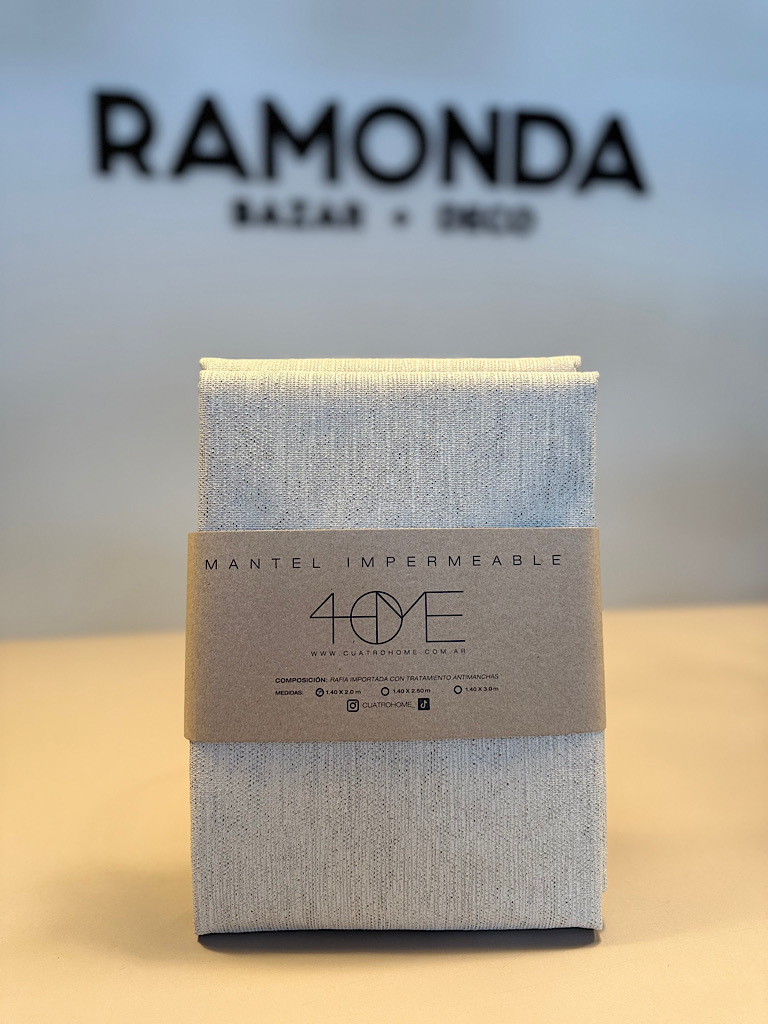 RAMONDA
BAZAR • DECO
MANTEL IMPERMEABLE
4HOME
WWW.CUATROHOME.COM.AR
COMPOSICIÓN: RAFIA IMPORTADA CON TRATAMIENTO ANTIMANCHAS
MEDIDAS: 1.40 X 2.0 m 1.40 X 2.50 m 1.40 X 3.0 m
CUATROHOME_